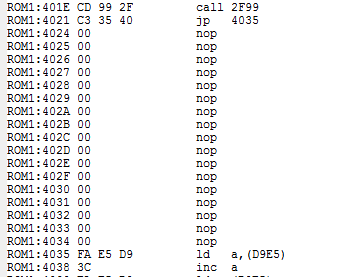 ROM1:401E CD 99 2F call 2F99
ROM1:4021 C3 35 40 jp 4035
ROM1:4024 00 nop
ROM1:4025 00 nop
ROM1:4026 00 nop
ROM1:4027 00 nop
ROM1:4028 00 nop
ROM1:4029 00 nop
ROM1:402A 00 nop
ROM1:402B 00 nop
ROM1:402C 00 nop
ROM1:402D 00 nop
ROM1:402E 00 nop
ROM1:402F 00 nop
ROM1:4030 00 nop
ROM1:4031 00 nop
ROM1:4032 00 nop
ROM1:4033 00 nop
ROM1:4034 00 nop
ROM1:4035 FA E5 D9 ld a,(D9E5)
ROM1:4038 3C inc a